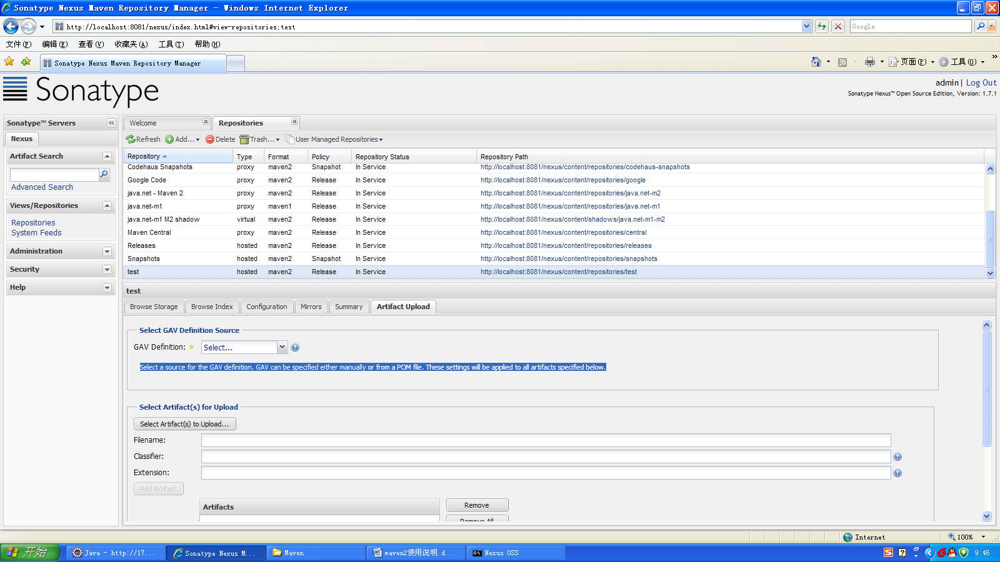 Sonatype Nexus Maven Repository Manager - Windows Internet Explorer
http://localhost:8081/nexus/index.html#view-repositories;test
Google
文件(F) 编辑(E) 查看(V) 收藏夹(A) 工具(T) 帮助(H)
Sonatype Nexus Maven Repository Manager
页面(P) 工具(O)
Sonatype
admin | Log Out
Sonatype Nexus™ Open Source Edition, Version: 1.7.1
Sonatype™ Servers
Nexus
Artifact Search
Advanced Search
Views/Repositories
Repositories
System Feeds
Administration
Security
Help
Welcome Repositories
Refresh Add... Delete Trash... User Managed Repositories
Repository Type Format Policy Repository Status Repository Path
Codehaus Snapshots proxy maven2 Snapshot In Service http://localhost:8081/nexus/content/repositories/codehaus-snapshots
Google Code proxy maven2 Release In Service http://localhost:8081/nexus/content/repositories/google
java.net - Maven 2 proxy maven2 Release In Service http://localhost:8081/nexus/content/repositories/java.net-m2
java.net-m1 proxy maven1 Release In Service http://localhost:8081/nexus/content/repositories/java.net-m1
java.net-m1 M2 shadow virtual maven2 Release In Service http://localhost:8081/nexus/content/shadows/java.net-m1-m2
Maven Central proxy maven2 Release In Service http://localhost:8081/nexus/content/repositories/central
Releases hosted maven2 Release In Service http://localhost:8081/nexus/content/repositories/releases
Snapshots hosted maven2 Snapshot In Service http://localhost:8081/nexus/content/repositories/snapshots
test hosted maven2 Release In Service http://localhost:8081/nexus/content/repositories/test
test
Browse Storage Browse Index Configuration Mirrors Summary Artifact Upload
Select GAV Definition Source
GAV Definition: Select...
Select a source for the GAV definition. GAV can be specified either manually or from a POM file. These settings will be applied to all artifacts specified below.
Select Artifact(s) for Upload
Select Artifact(s) to Upload...
Filename:
Classifier:
Extension:
Add Artifact
Artifacts Remove
Remove All
Internet 100%
开始 Java - http://17... Sonatype Nexus M... Maven maven2使用说明.d... Nexus OSS 9:46